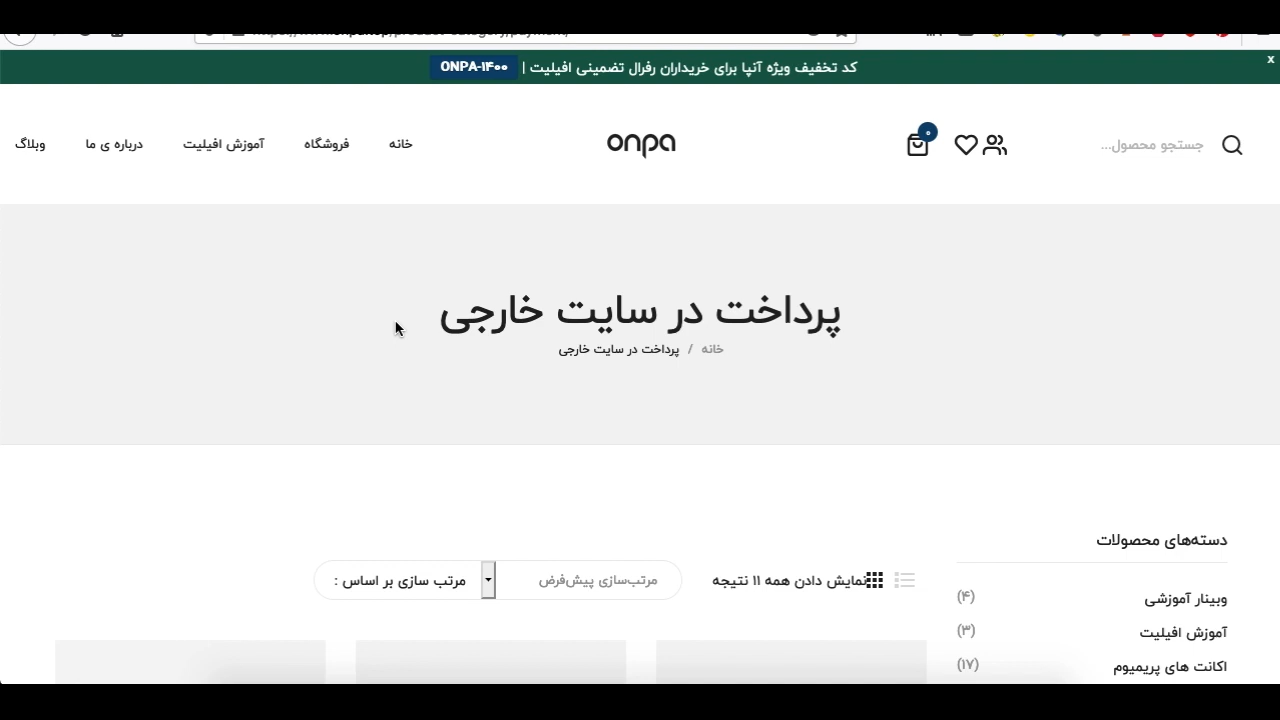 کد تخفیف ویژه آنپا برای خریداران رفرال تضمینی افیلیت | ONPA-۱۴۰۰
x
جستجو محصول...
۰
onpa
خانه
فروشگاه
آموزش افیلیت
درباره ی ما
وبلاگ
پرداخت در سایت خارجی
خانه / پرداخت در سایت خارجی
دسته‌های محصولات
وبینار آموزشی (۴)
آموزش افیلیت (۳)
اکانت های پریمیوم (۱۷)
نمایش دادن همه ۱۱ نتیجه
مرتب‌سازی پیش‌فرض
مرتب سازی بر اساس :